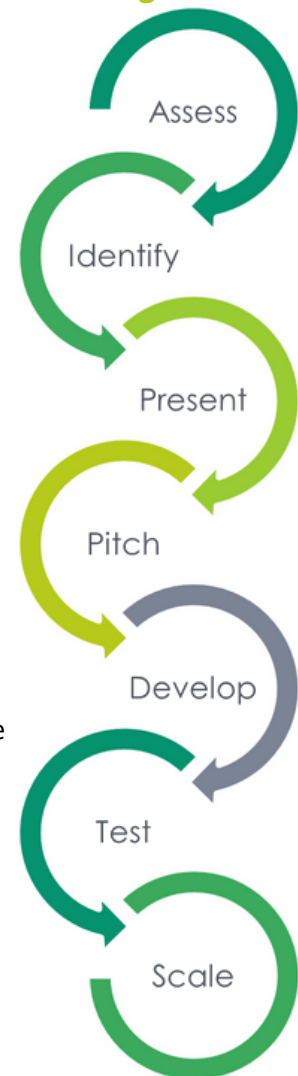 Assess
Identify
Present
Pitch
Develop
e
Test
Scale